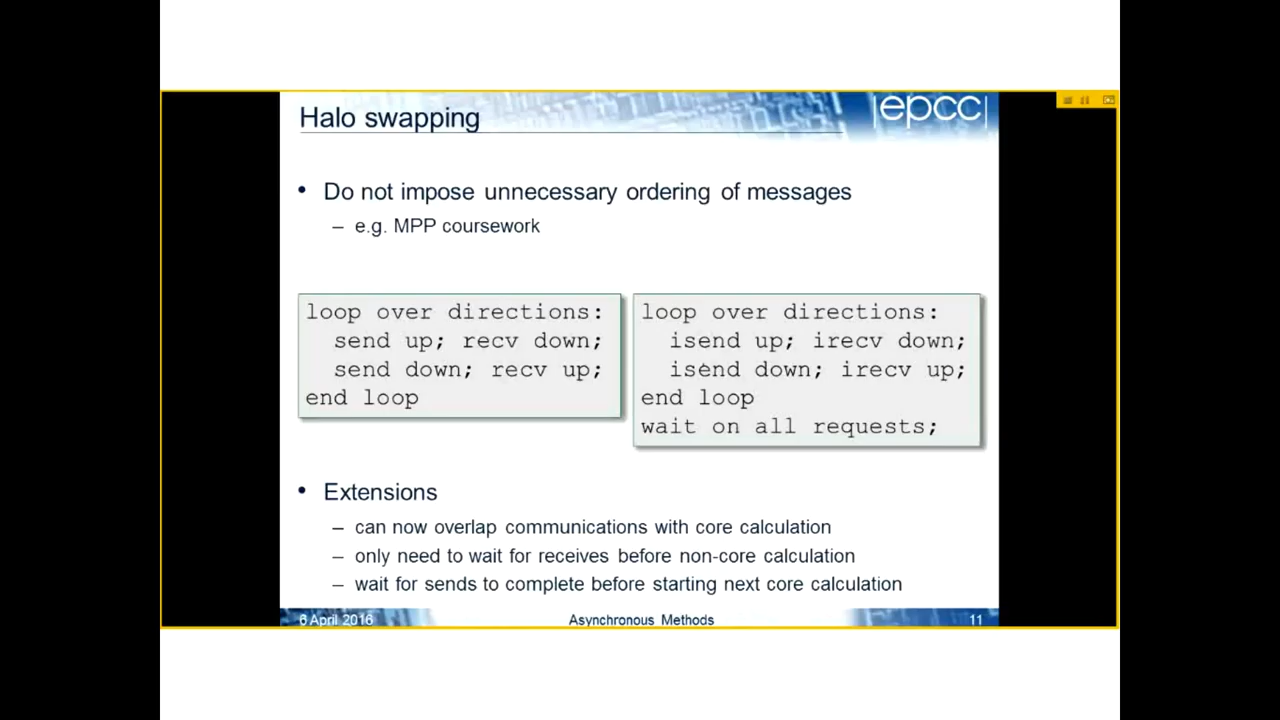 Halo swapping
|epcc|
• Do not impose unnecessary ordering of messages
– e.g. MPP coursework
loop over directions:
send up; recv down;
send down; recv up;
end loop
loop over directions:
isend up; irecv down;
isend down; irecv up;
end loop
wait on all requests;
• Extensions
– can now overlap communications with core calculation
– only need to wait for receives before non-core calculation
– wait for sends to complete before starting next core calculation
6 April 2016
Asynchronous Methods
11